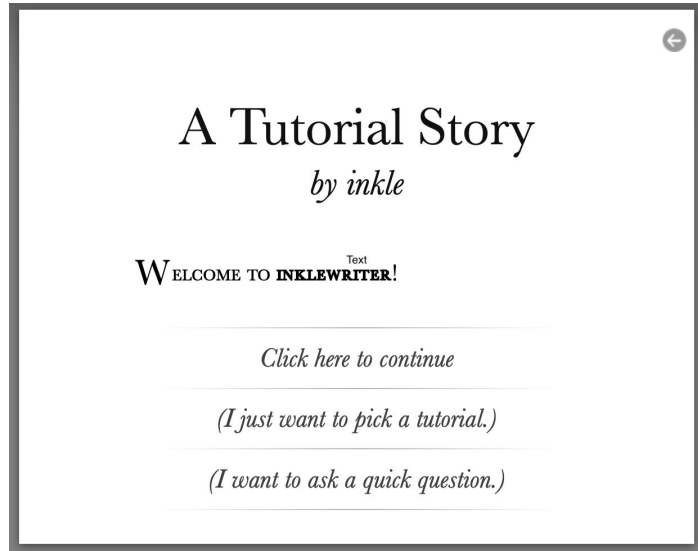 A Tutorial Story
by inkle
Text
Welcome to inklewriter!
Click here to continue
(I just want to pick a tutorial.)
(I want to ask a quick question.)